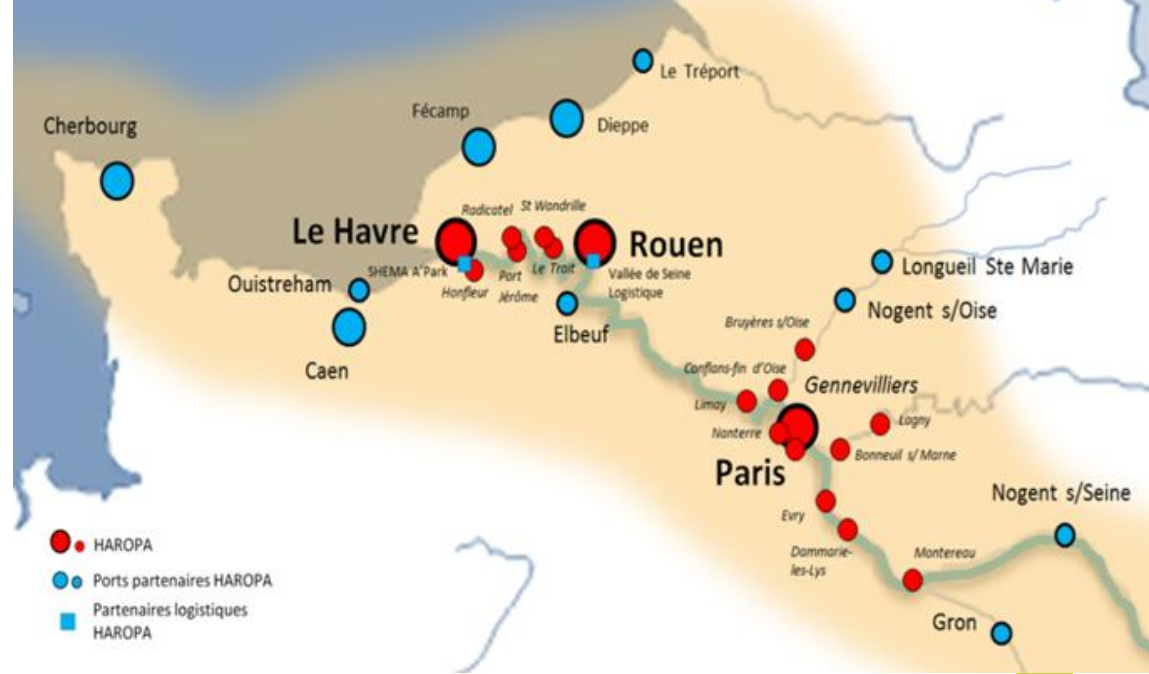 Le Tréport
Fécamp
Dieppe
Cherbourg
Radicatel
St Wandrille
Le Havre
Rouen
SHEMA A'Park
Honfleur
Port
Jérôme
Le Trait
Vallée de Seine
Logistique
Ouistreham
Elbeuf
Caen
Longueil Ste Marie
Nogent s/Oise
Bruyères s/Oise
Conflans-fin d'Oise
Gennevilliers
Limay
Lagny
Nanterre
Bonneuil s/Marne
Paris
Nogent s/Seine
Evry
Dammarie-
les-Lys
Montereau
Gron
HAROPA
Ports partenaires HAROPA
Partenaires logistiques
HAROPA